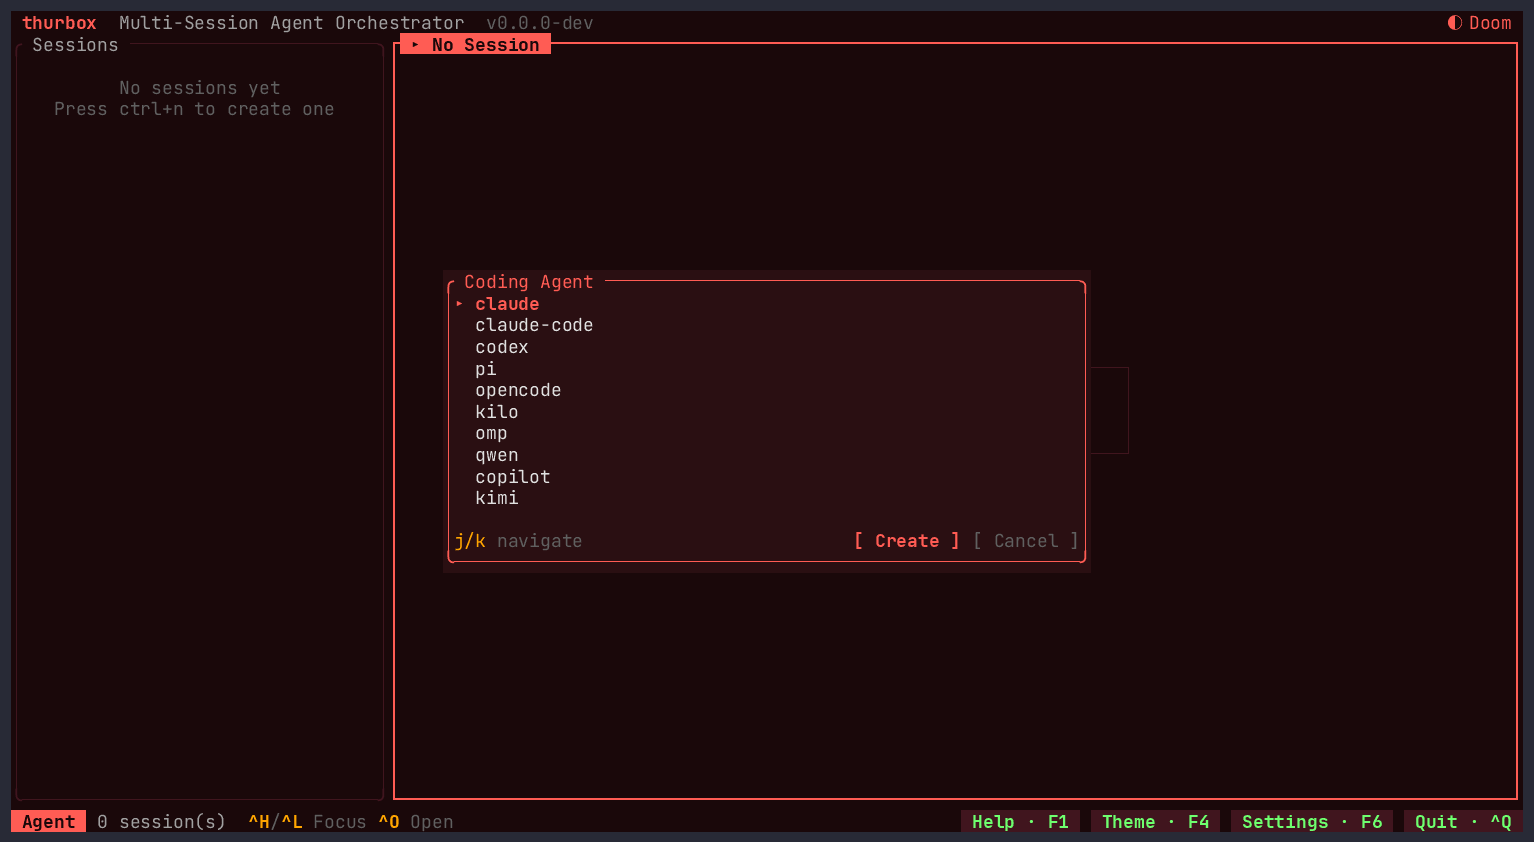 thurbox Multi-Session Agent Orchestrator v0.0.0-dev ◐ Doom
Sessions
▸ No Session
No sessions yet
Press ctrl+n to create one
Coding Agent
▸ claude
claude-code
codex
pi
opencode
kilo
omp
qwen
copilot
kimi
j/k navigate [ Create ] [ Cancel ]
Agent 0 session(s) ^H/^L Focus ^O Open Help · F1 Theme · F4 Settings · F6 Quit · ^Q